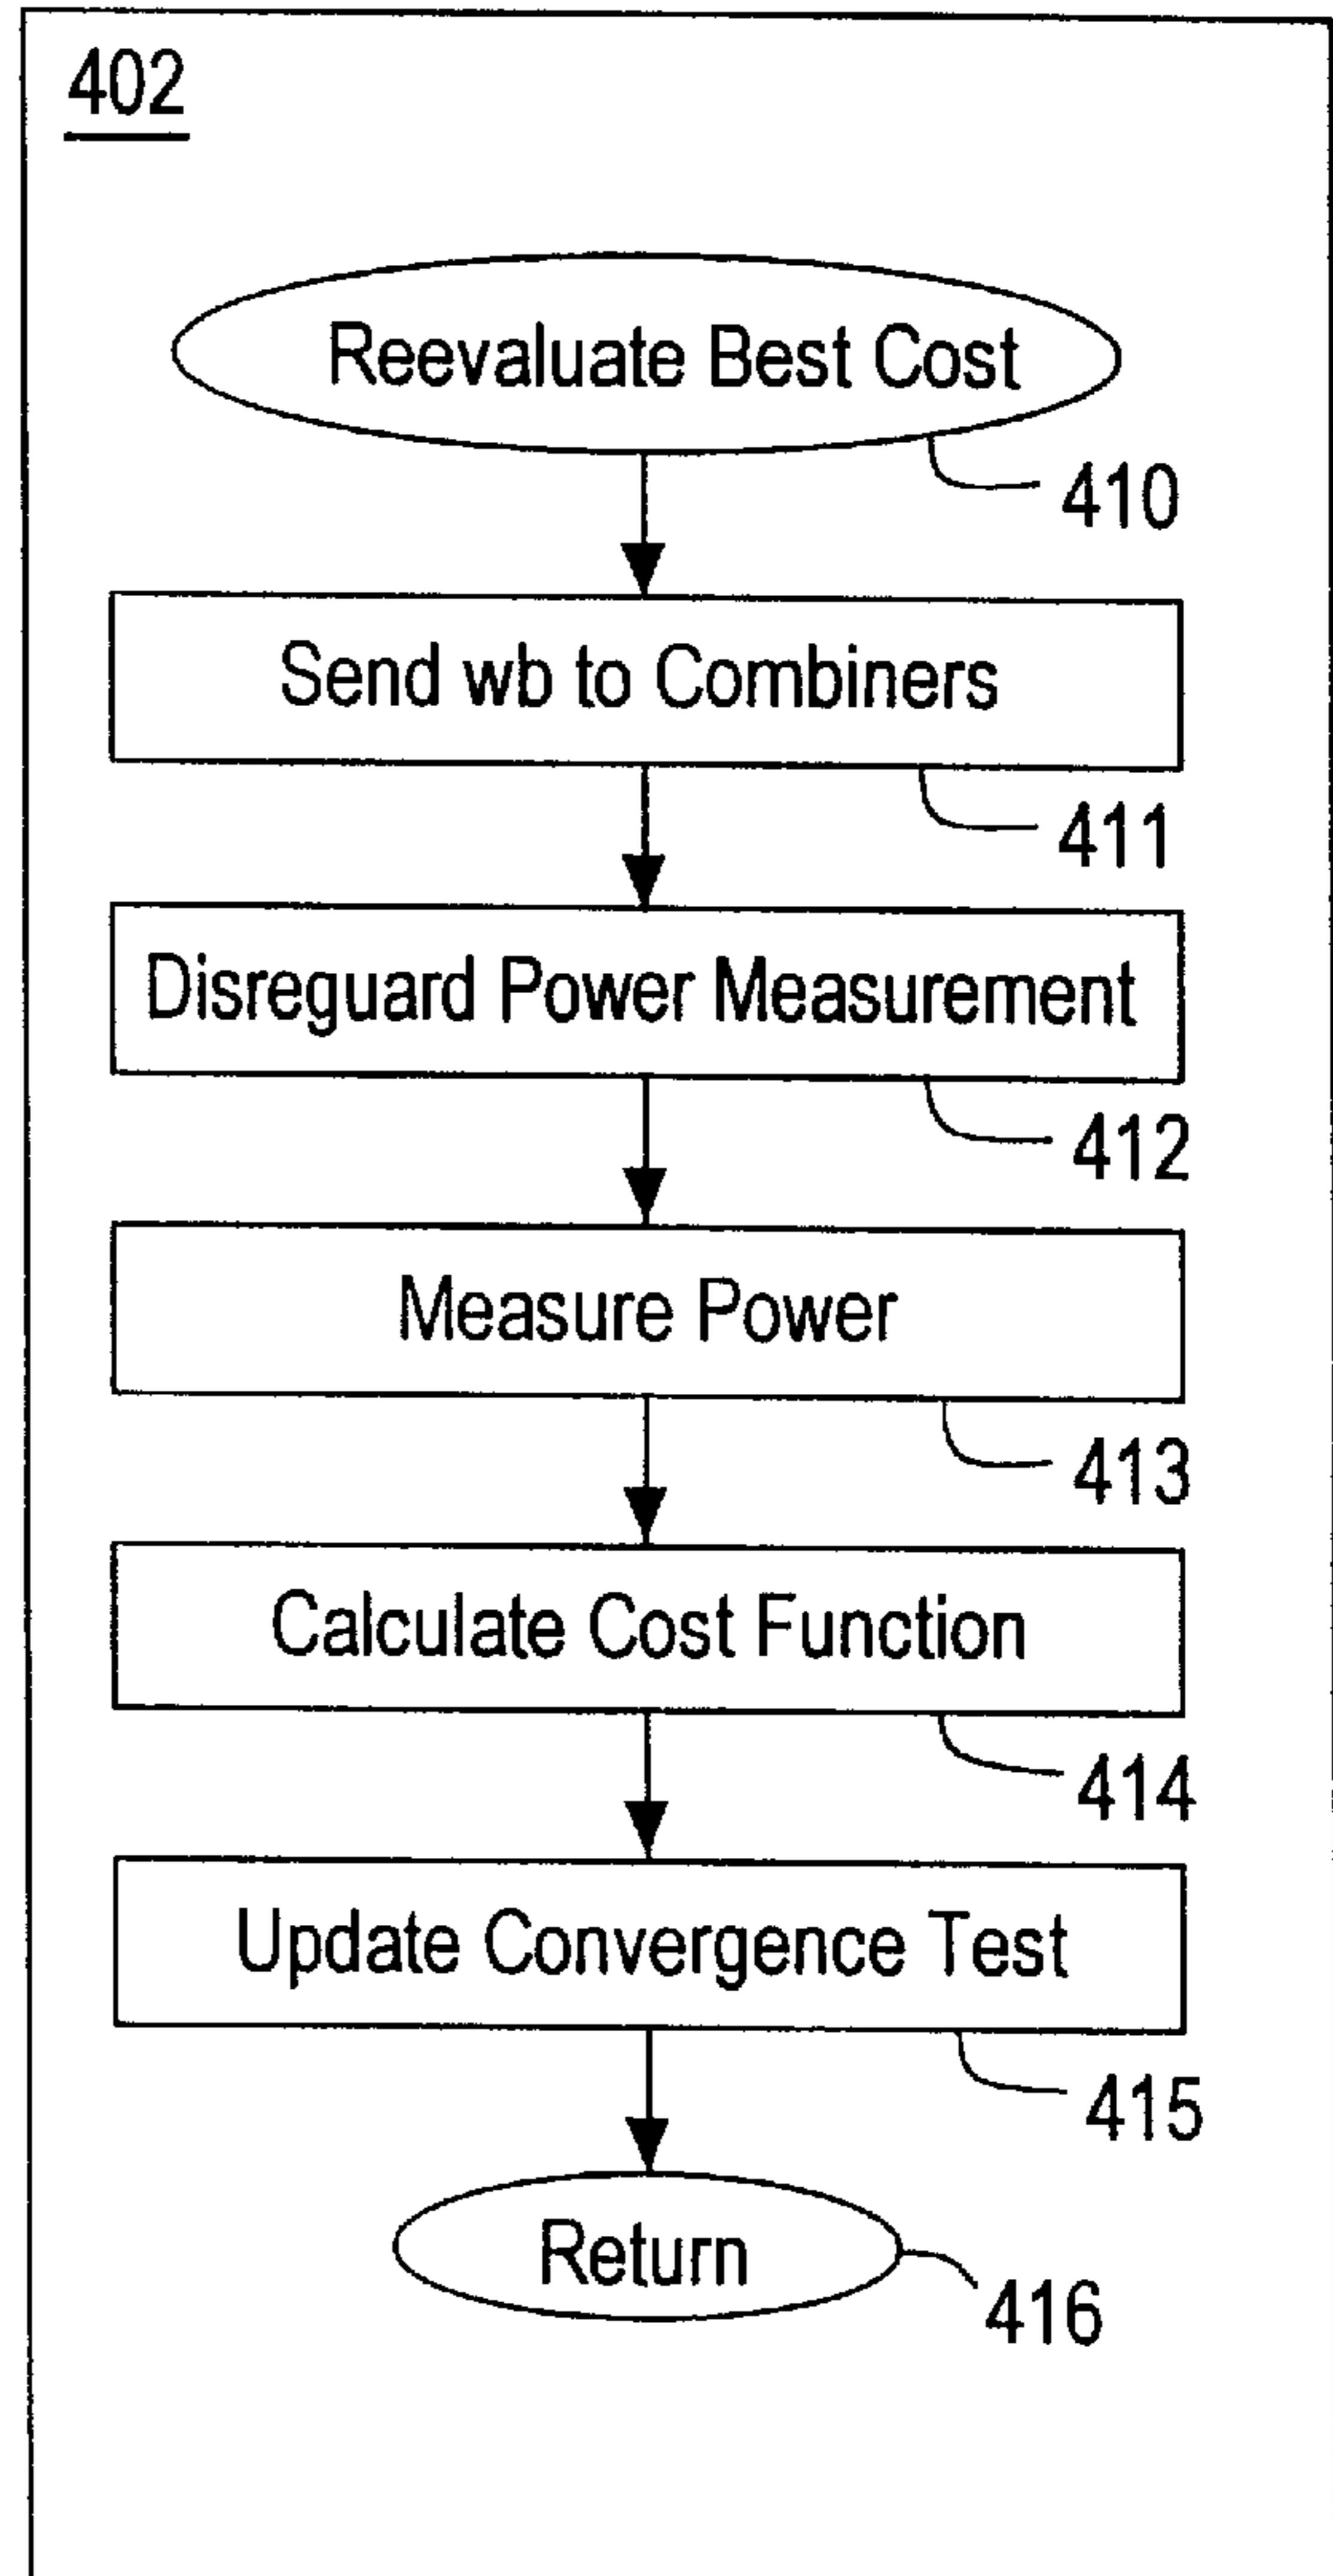 402
Reevaluate Best Cost
410
Send wb to Combiners
411
Disreguard Power Measurement
412
Measure Power
413
Calculate Cost Function
414
Update Convergence Test
415
Return
416